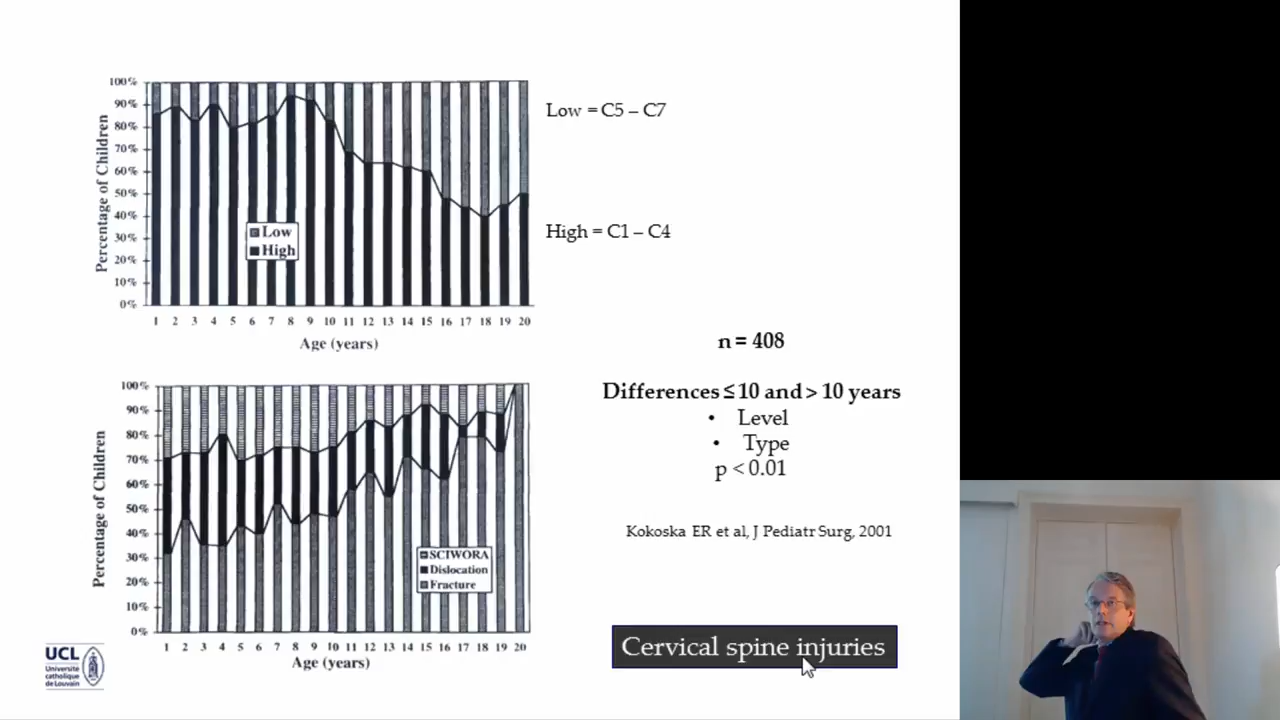 100%
90%
80%
70%
60%
50%
40%
30%
20%
10%
0%
Percentage of Children
Low
High
1 2 3 4 5 6 7 8 9 10 11 12 13 14 15 16 17 18 19 20
Age (years)
Low = C5 – C7
High = C1 – C4
n = 408
Differences ≤ 10 and > 10 years
• Level
• Type
p < 0.01
Kokoska ER et al, J Pediatr Surg, 2001
100%
90%
80%
70%
60%
50%
40%
30%
20%
10%
0%
Percentage of Children
SCIWORA
Dislocation
Fracture
1 2 3 4 5 6 7 8 9 10 11 12 13 14 15 16 17 18 19 20
Age (years)
Cervical spine injuries
UCL
Université
catholique
de Louvain